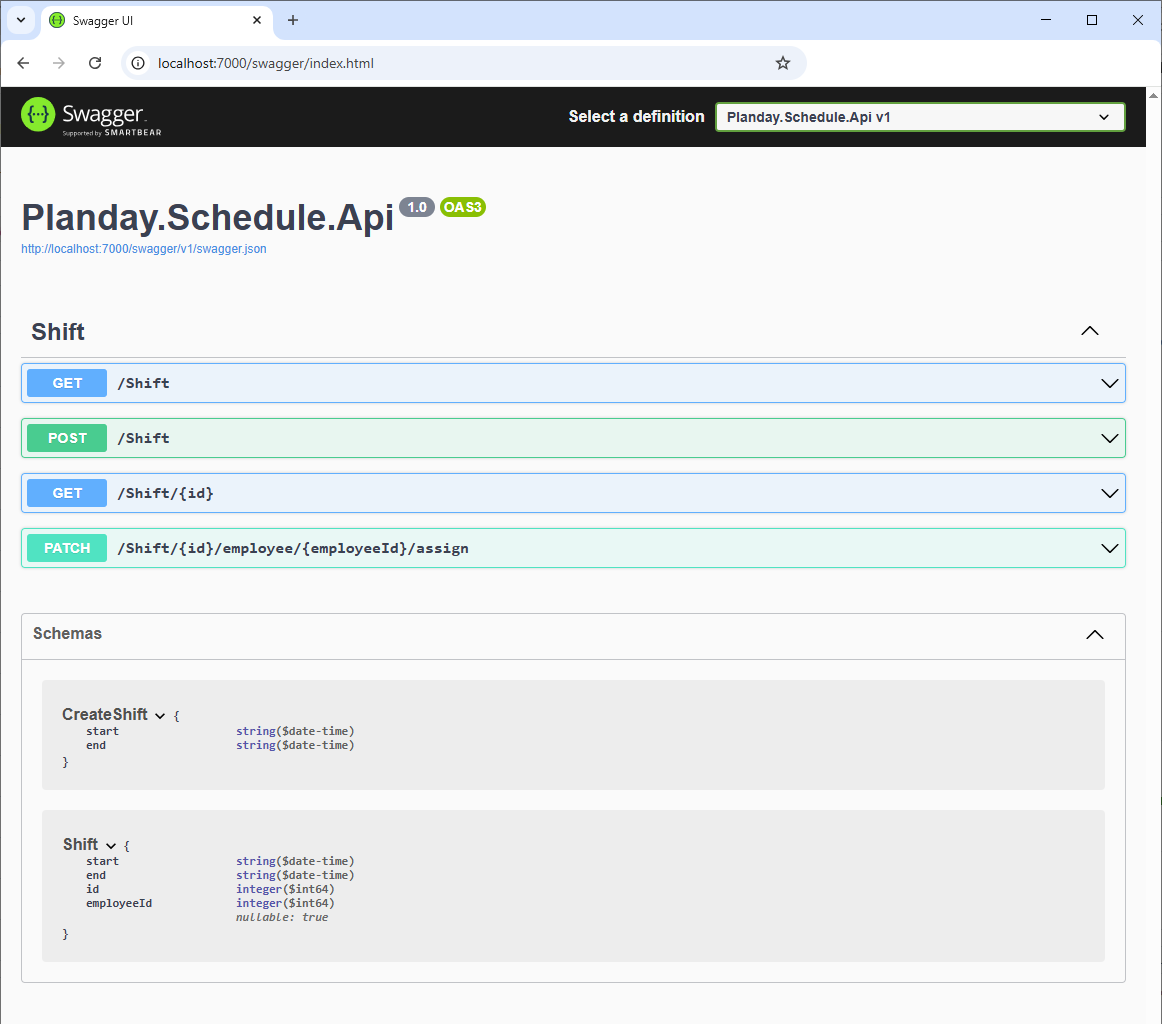 Swagger UI
localhost:7000/swagger/index.html
{...} Swagger
Supported by SMARTBEAR
Select a definition
Planday.Schedule.Api v1
Planday.Schedule.Api 1.0 OAS3
http://localhost:7000/swagger/v1/swagger.json
Shift
GET /Shift
POST /Shift
GET /Shift/{id}
PATCH /Shift/{id}/employee/{employeeId}/assign
Schemas
CreateShift {
start string($date-time)
end string($date-time)
}
Shift {
start string($date-time)
end string($date-time)
id integer($int64)
employeeId integer($int64)
nullable: true
}